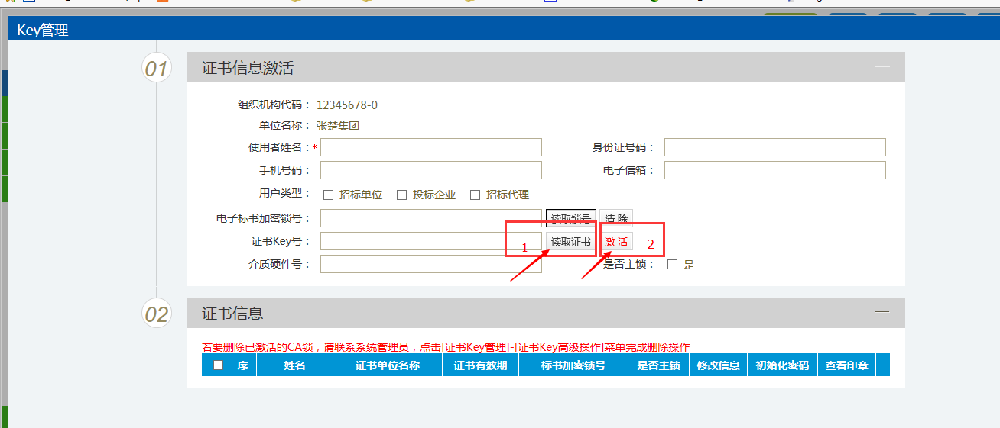 Key管理
01
证书信息激活
组织机构代码： 12345678-0
单位名称： 张楚集团
使用者姓名：* 身份证号码：
手机号码： 电子信箱：
用户类型： 招标单位 投标企业 招标代理
电子标书加密锁号： 读取锁号 清 除
证书Key号： 1 读取证书 激 活 2
介质硬件号： 是否主锁： 是
02
证书信息
若要删除已激活的CA锁，请联系系统管理员，点击[证书Key管理]-[证书Key高级操作]菜单完成删除操作
序 姓名 证书单位名称 证书有效期 标书加密锁号 是否主锁 修改信息 初始化密码 查看印章